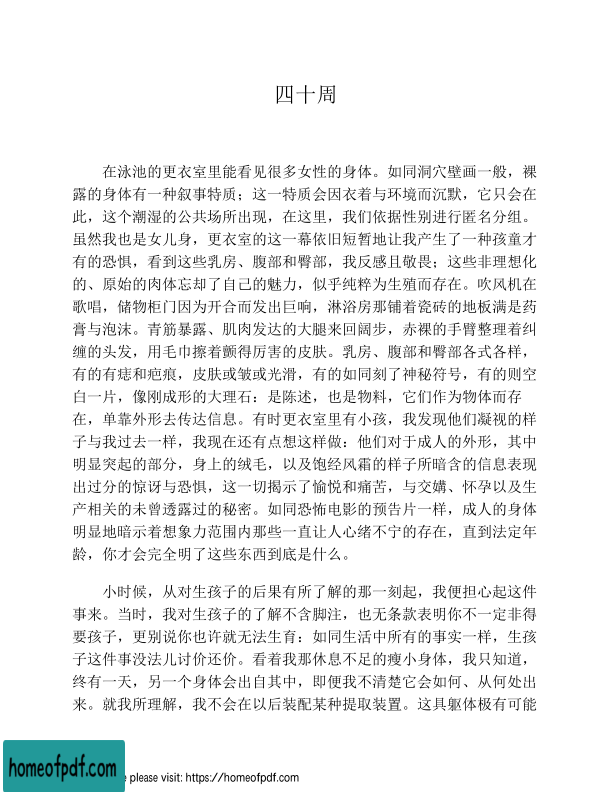 四十周
在泳池的更衣室里能看见很多女性的身体。如同洞穴壁画一般，裸
露的身体有一种叙事特质；这一特质会因衣着与环境而沉默，它只会在
此，这个潮湿的公共场所出现，在这里，我们依据性别进行匿名分组。
虽然我也是女儿身，更衣室的这一幕依旧短暂地让我产生了一种孩童才
有的恐惧，看到这些乳房、腹部和臀部，我反感且敬畏；这些非理想化
的、原始的肉体忘却了自己的魅力，似乎纯粹为生殖而存在。吹风机在
歌唱，储物柜门因为开合而发出巨响，淋浴房那铺着瓷砖的地板满是药
膏与泡沫。青筋暴露、肌肉发达的大腿来回阔步，赤裸的手臂整理着纠
缠的头发，用毛巾擦着颤得厉害的皮肤。乳房、腹部和臀部各式各样，
有的有痣和疤痕，皮肤或皱或光滑，有的如同刻了神秘符号，有的则空
白一片，像刚成形的大理石：是陈述，也是物料，它们作为物体而存
在，单靠外形去传达信息。有时更衣室里有小孩，我发现他们凝视的样
子与我过去一样，我现在还有点想这样做：他们对于成人的外形，其中
明显突起的部分，身上的绒毛，以及饱经风霜的样子所暗含的信息表现
出过分的惊讶与恐惧，这一切揭示了愉悦和痛苦，与交媾、怀孕以及生
产相关的未曾透露过的秘密。如同恐怖电影的预告片一样，成人的身体
明显地暗示着想象力范围内那些一直让人心绪不宁的存在，直到法定年
龄，你才会完全明了这些东西到底是什么。
小时候，从对生孩子的后果有所了解的那一刻起，我便担心起这件
事来。当时，我对生孩子的了解不含脚注，也无条款表明你不一定非得
要孩子，更别说你也许就无法生育：如同生活中所有的事实一样，生孩
子这件事没法儿讨价还价。看着我那休息不足的瘦小身体，我只知道，
终有一天，另一个身体会出自其中，即便我不清楚它会如何、从何处出
来。就我所理解，我不会在以后装配某种提取装置。这具躯体极有可能
homeofpdf.com
e please visit: https://homeofpdf.com